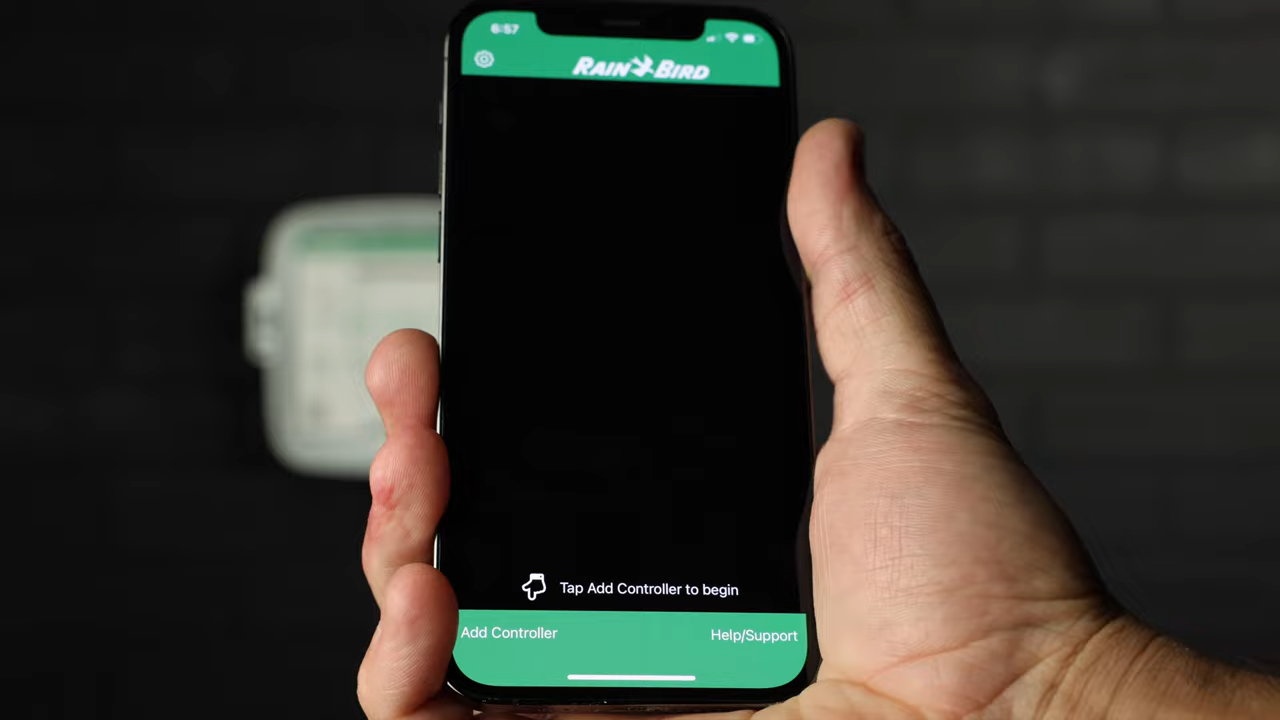 6:57
RAIN BIRD
Tap Add Controller to begin
Add Controller
Help/Support